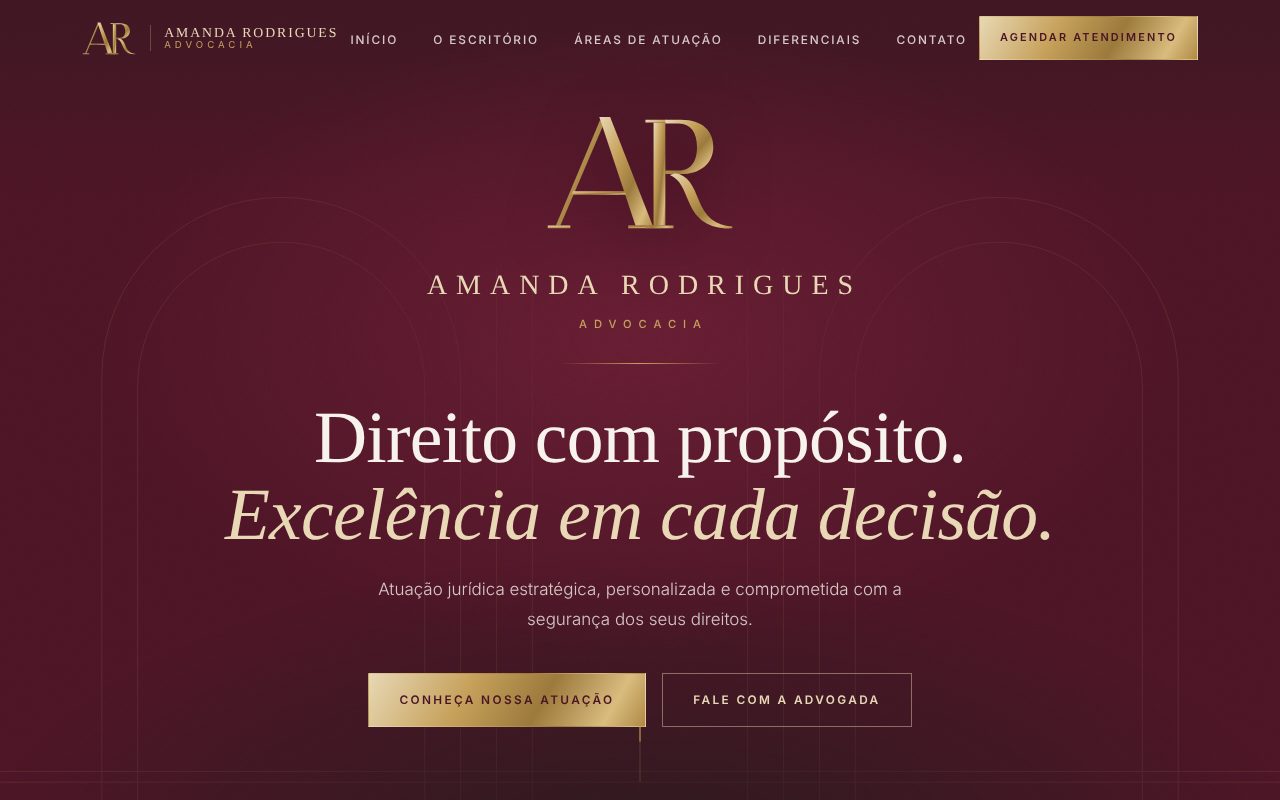 AR
AMANDA RODRIGUES
ADVOCACIA
INÍCIO
O ESCRITÓRIO
ÁREAS DE ATUAÇÃO
DIFERENCIAIS
CONTATO
AGENDAR ATENDIMENTO
AR
AMANDA RODRIGUES
ADVOCACIA
Direito com propósito.
Excelência em cada decisão.
Atuação jurídica estratégica, personalizada e comprometida com a
segurança dos seus direitos.
CONHEÇA NOSSA ATUAÇÃO
FALE COM A ADVOGADA